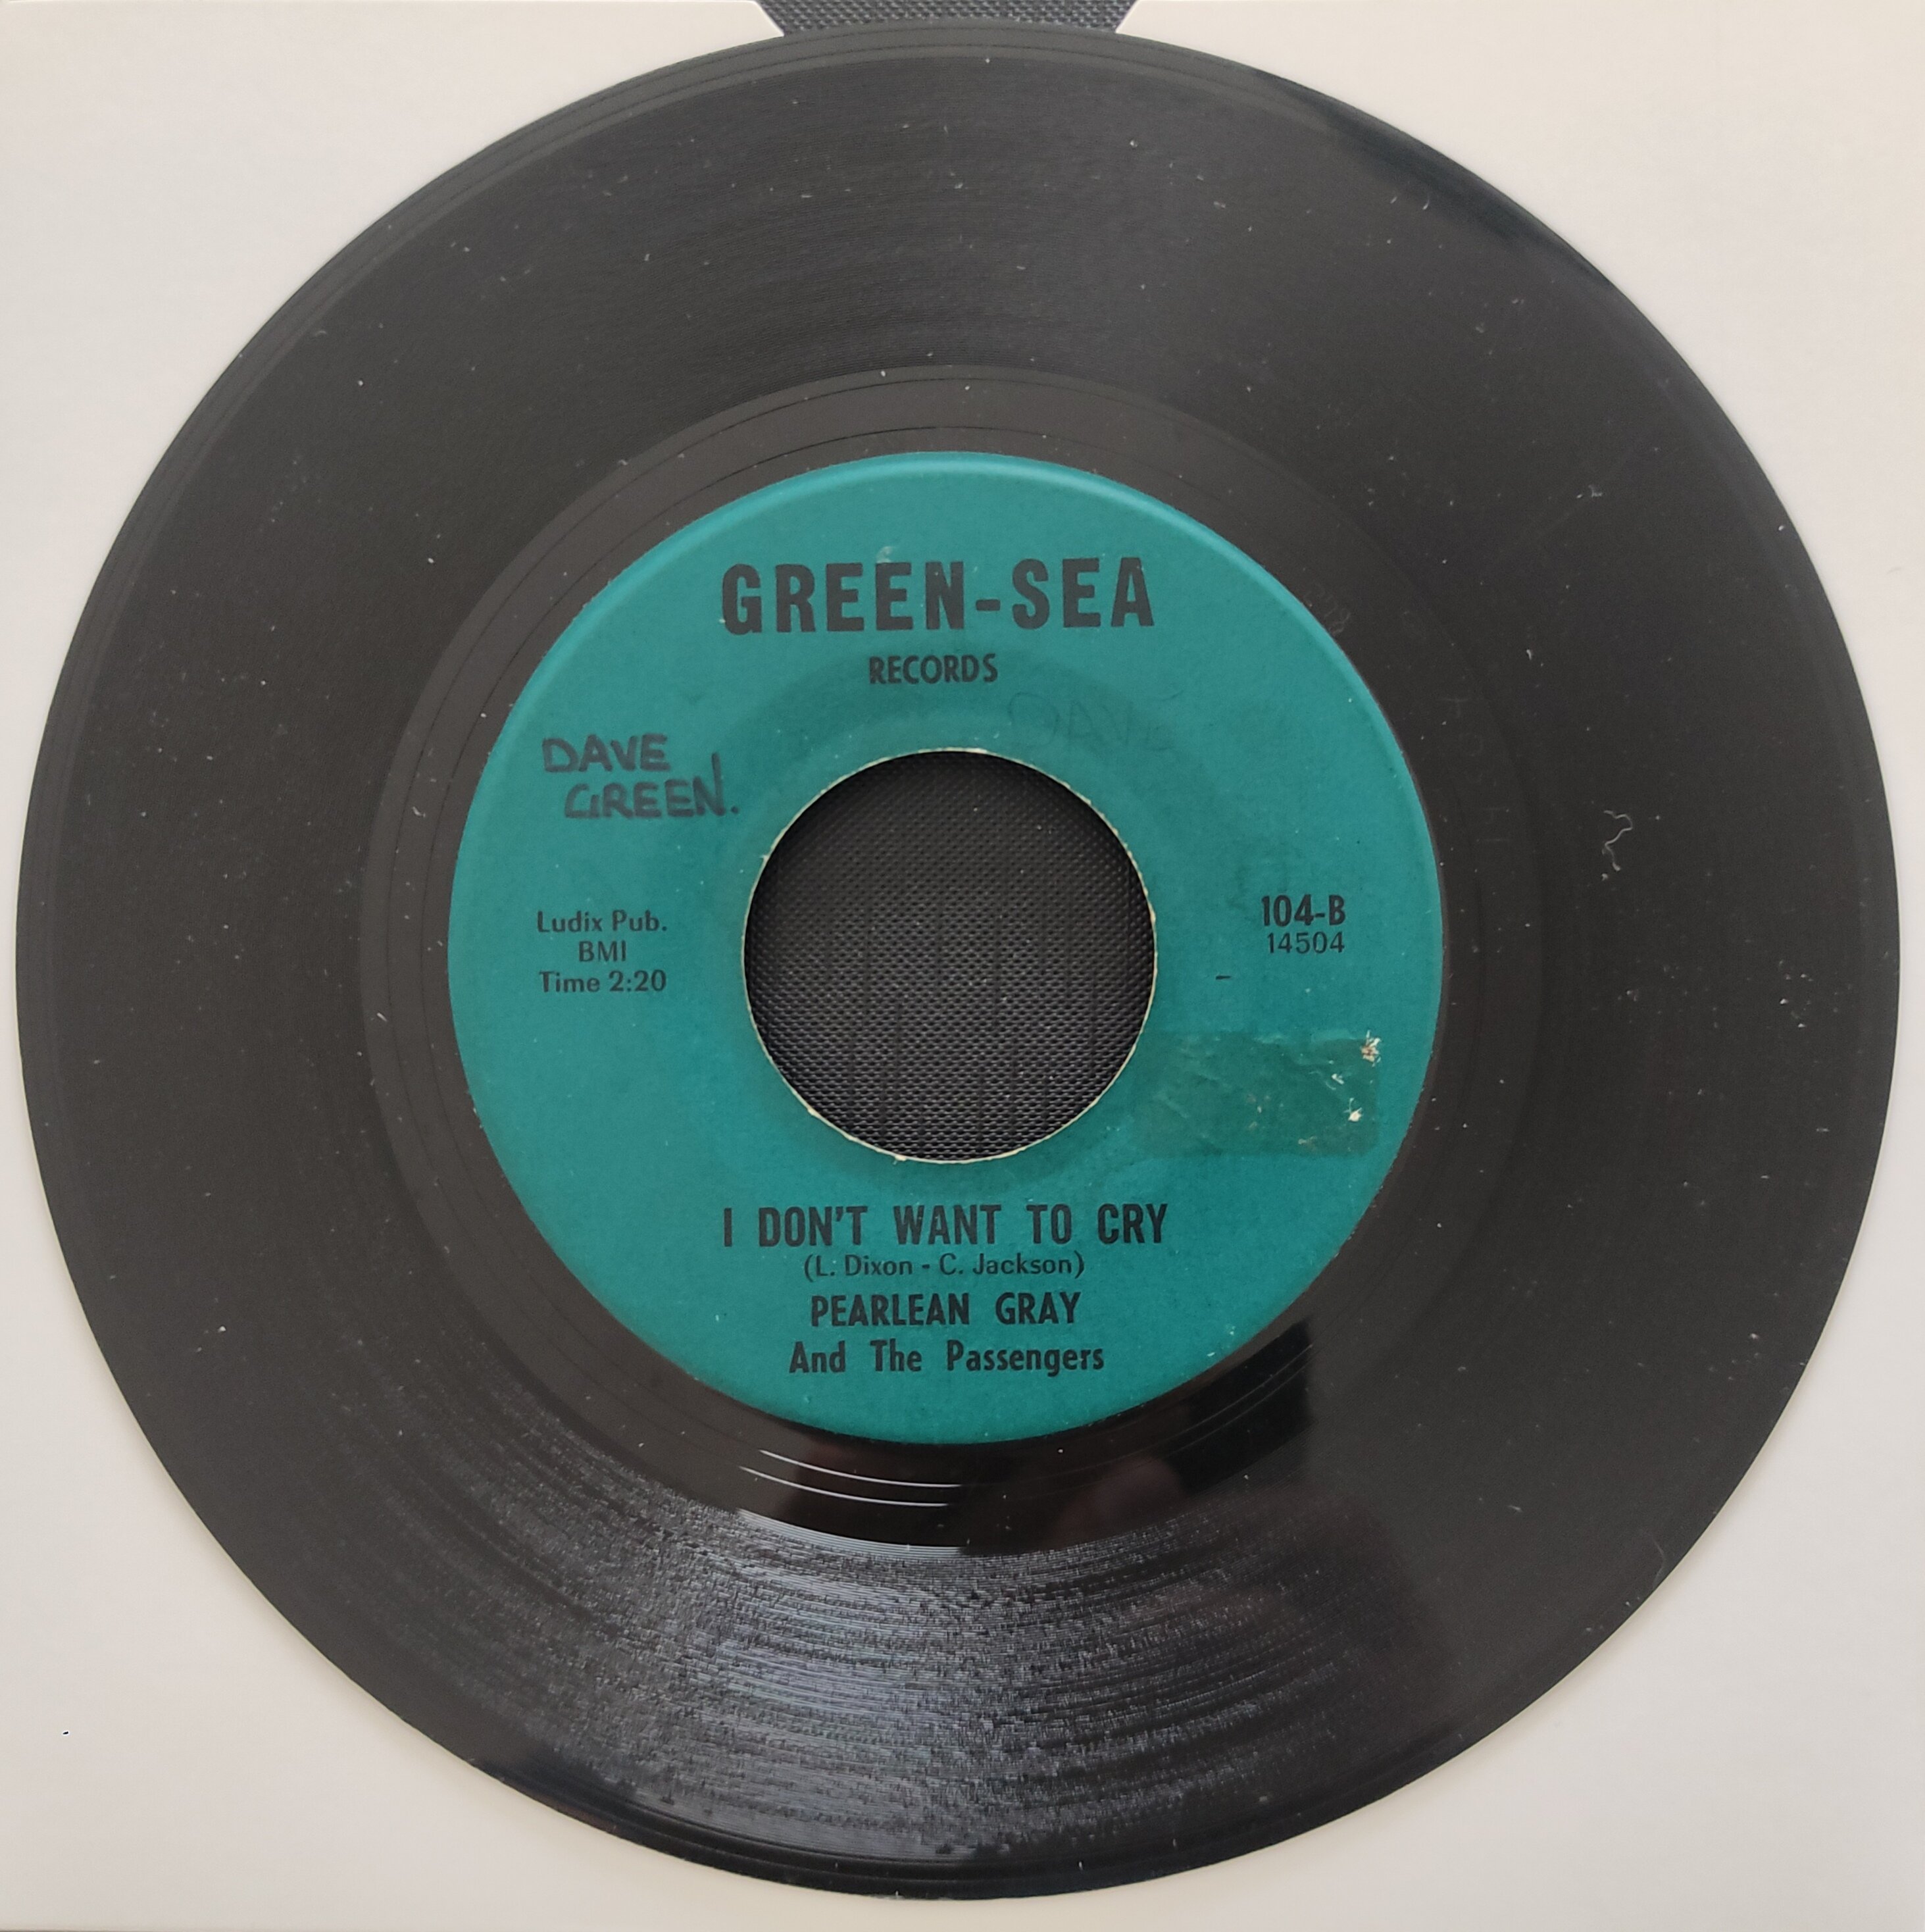 GREEN-SEA
RECORDS
DAVE
GREEN.
Ludix Pub.
BMI
Time 2:20
104-B
14504
I DON'T WANT TO CRY
(L. Dixon - C. Jackson)
PEARLEAN GRAY
And The Passengers